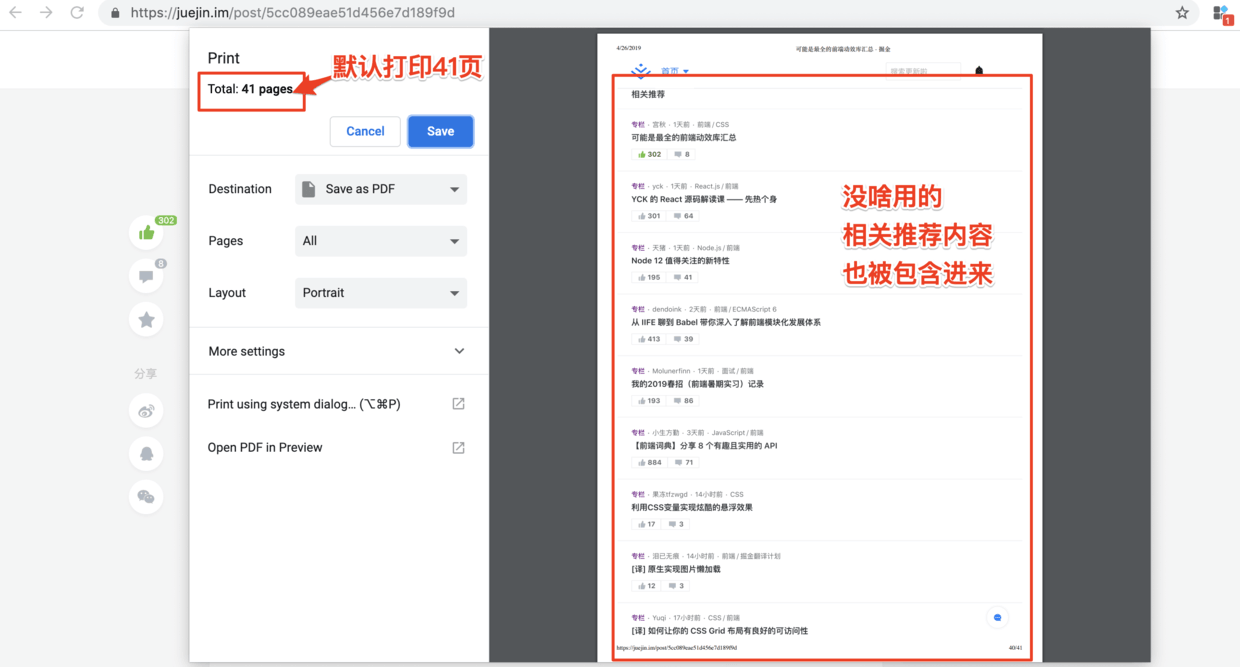 https://juejin.im/post/5cc089eae51d456e7d189f9d
1
Print
默认打印41页
Total: 41 pages
Cancel
Save
Destination
Save as PDF
Pages
All
Layout
Portrait
More settings
Print using system dialog... (⌥⌘P)
Open PDF in Preview
302
8
分享
4/26/2019
可能是最全的前端动效库汇总 - 掘金
首页
搜索更新啦
相关推荐
专栏 · 宫秋 · 1天前 · 前端 / CSS
可能是最全的前端动效库汇总
302
8
专栏 · yck · 1天前 · React.js / 前端
YCK 的 React 源码解读课 —— 先热个身
301
64
专栏 · 天猪 · 1天前 · Node.js / 前端
Node 12 值得关注的新特性
195
41
专栏 · dendoink · 2天前 · 前端 / ECMAScript 6
从 IIFE 聊到 Babel 带你深入了解前端模块化发展体系
413
39
专栏 · Molunerfinn · 1天前 · 面试 / 前端
我的2019春招（前端暑期实习）记录
193
86
专栏 · 小生方勤 · 3天前 · JavaScript / 前端
【前端词典】分享 8 个有趣且实用的 API
884
71
专栏 · 果冻tfzwgd · 14小时前 · CSS
利用CSS变量实现炫酷的悬浮效果
17
3
专栏 · 泪已无痕 · 14小时前 · 前端 / 掘金翻译计划
[译] 原生实现图片懒加载
12
3
专栏 · Yuqi · 17小时前 · CSS / 前端
[译] 如何让你的 CSS Grid 布局有良好的可访问性
https://juejin.im/post/5cc089eae51d456e7d189f9d
40/41
没啥用的
相关推荐内容
也被包含进来